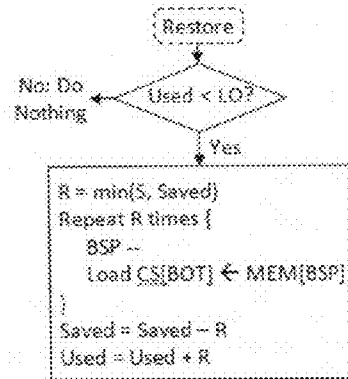 Restore
Used < LO?
No: Do
Nothing
Yes
R = min(S, Saved)
Repeat R times {
BSP --
Load CS[BOT] ← MEM[BSP]
}
Saved = Saved – R
Used = Used + R